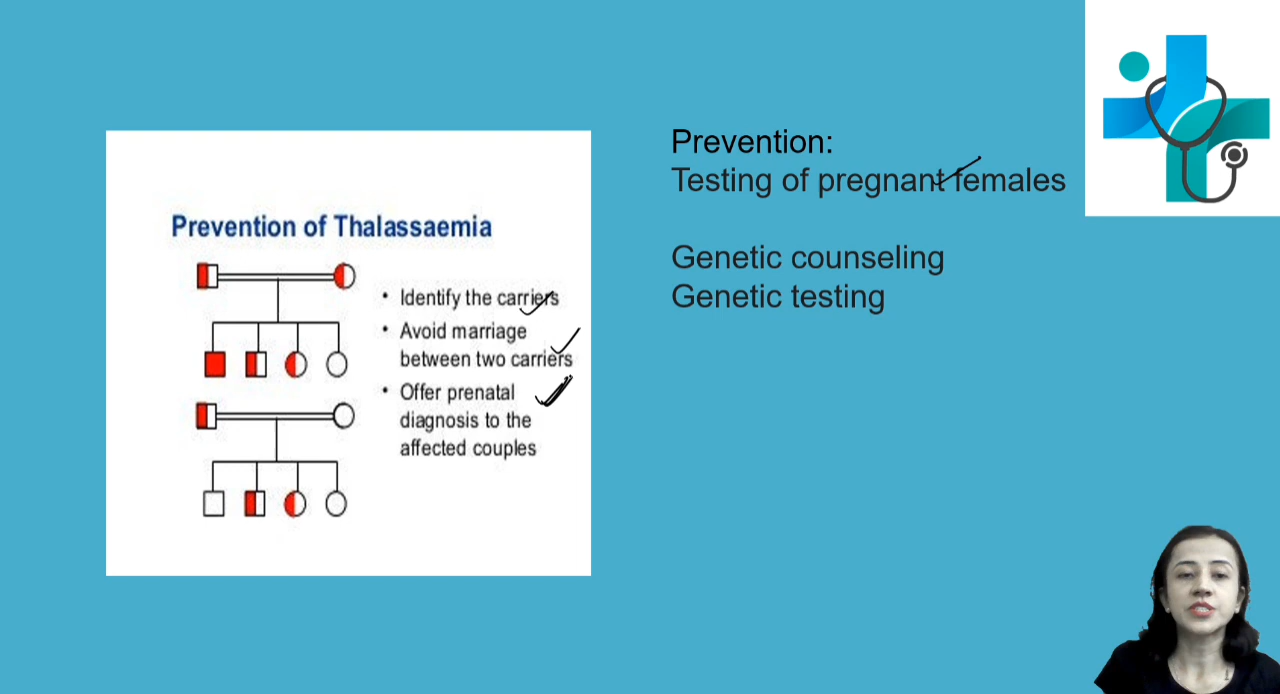 Prevention of Thalassaemia
• Identify the carriers
• Avoid marriage
between two carriers
• Offer prenatal
diagnosis to the
affected couples
Prevention:
Testing of pregnant females
Genetic counseling
Genetic testing